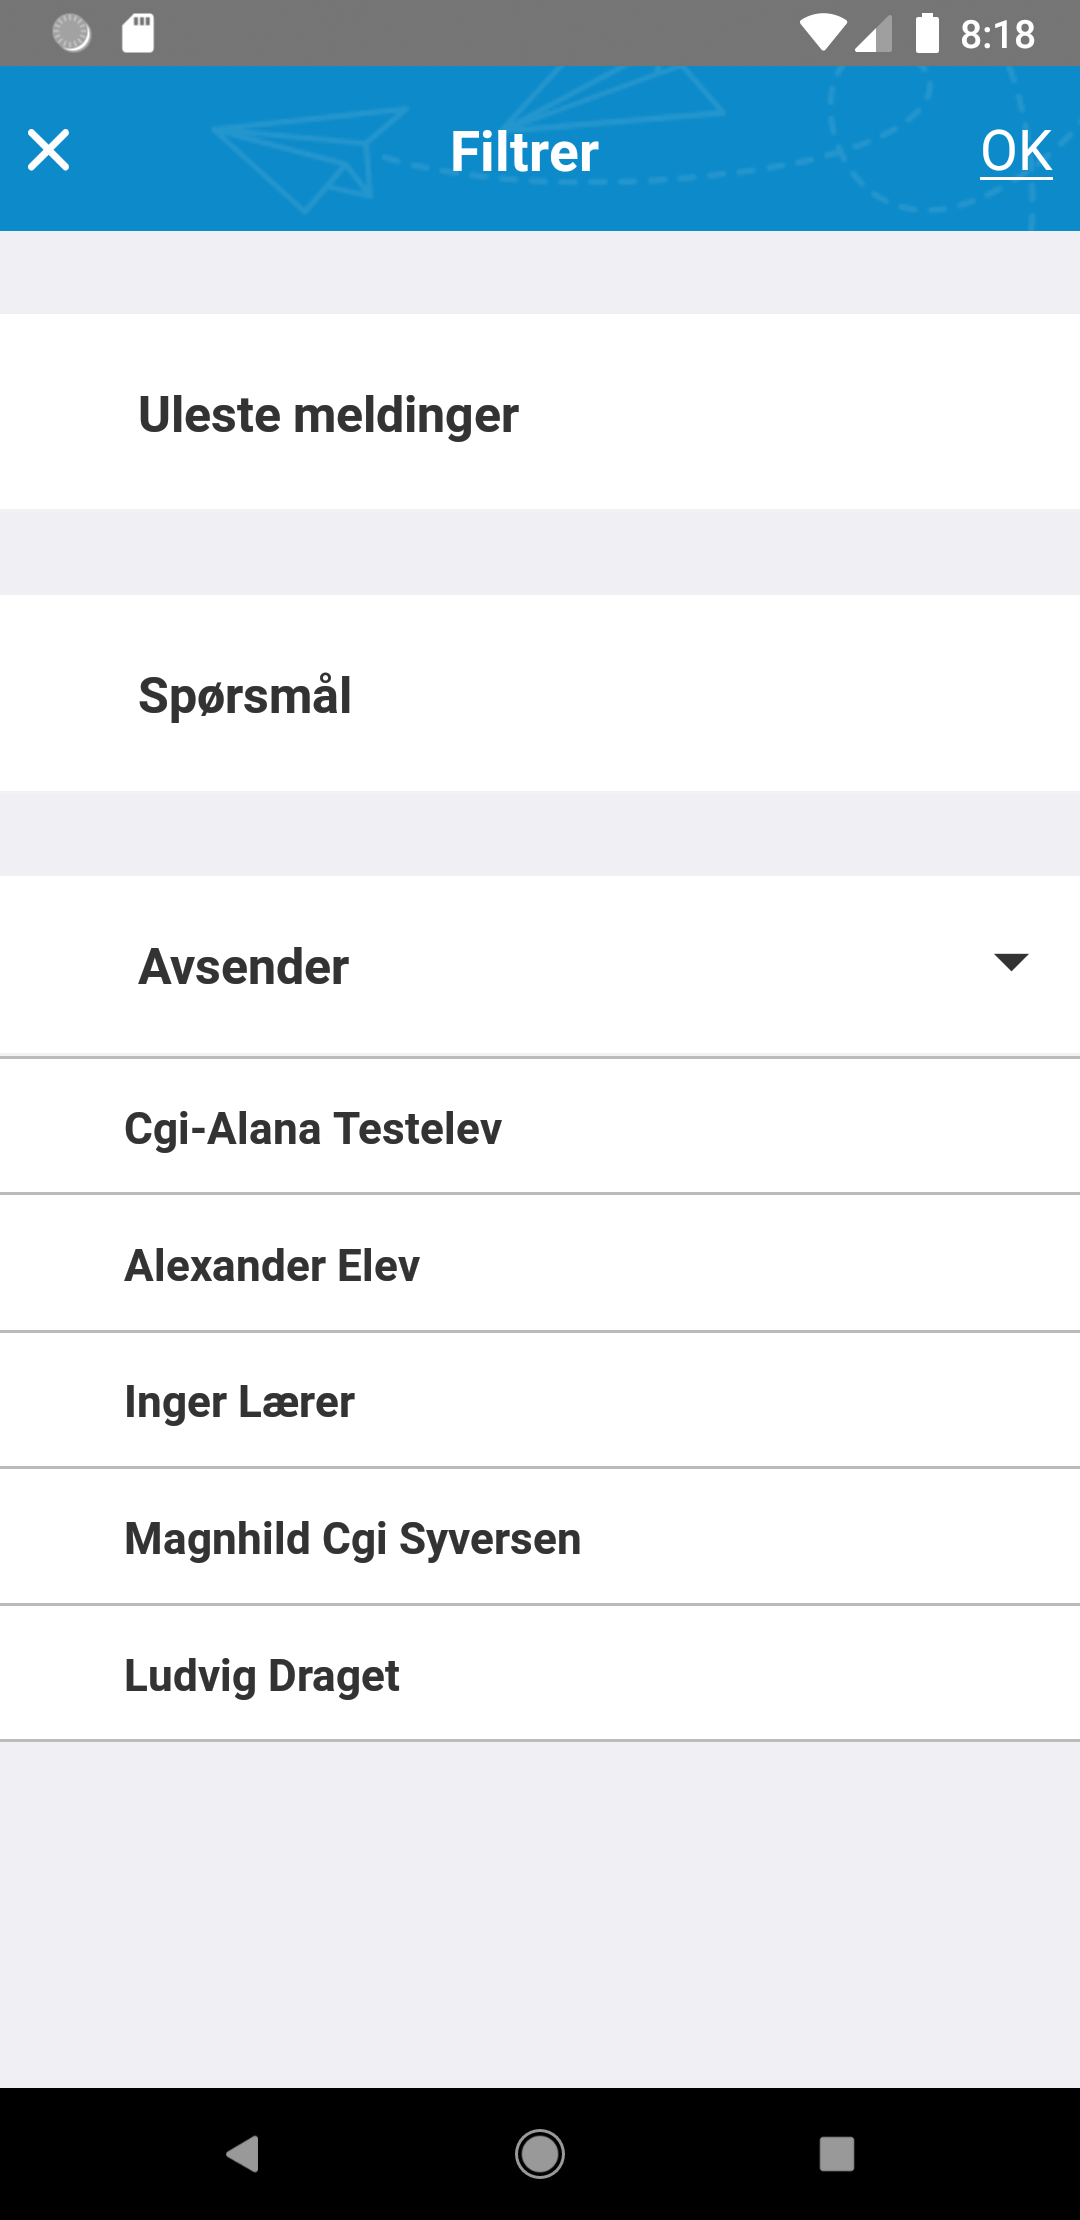 8:18
Filtrer
OK
Uleste meldinger
Spørsmål
Avsender
Cgi-Alana Testelev
Alexander Elev
Inger Lærer
Magnhild Cgi Syversen
Ludvig Draget